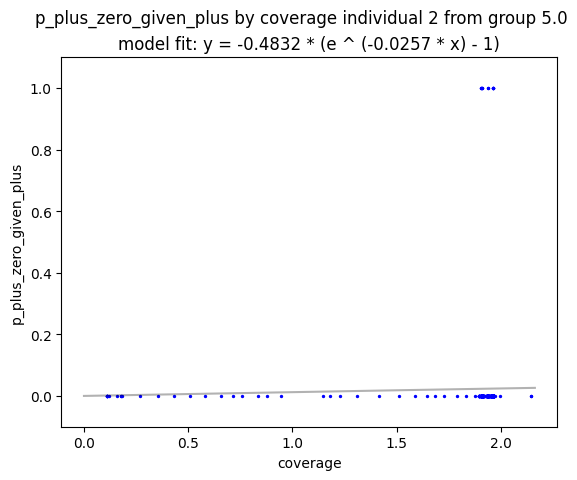 p_plus_zero_given_plus by coverage individual 2 from group 5.0
model fit: y = -0.4832 * (e ^ (-0.0257 * x) - 1)
p_plus_zero_given_plus
1.0
0.8
0.6
0.4
0.2
0.0
0.0 0.5 1.0 1.5 2.0
coverage